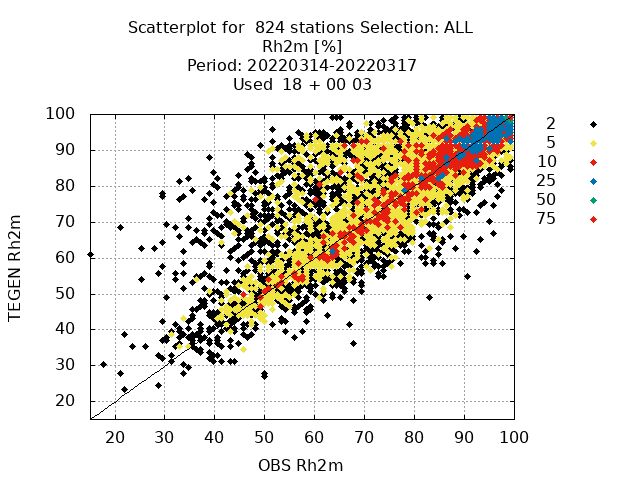 Scatterplot for  824 stations Selection: ALL
Rh2m [%]
Period: 20220314-20220317
Used  18 + 00 03
100
90
80
70
60
50
40
30
20
TEGEN Rh2m
20 30 40 50 60 70 80 90 100
OBS Rh2m
2
5
10
25
50
75